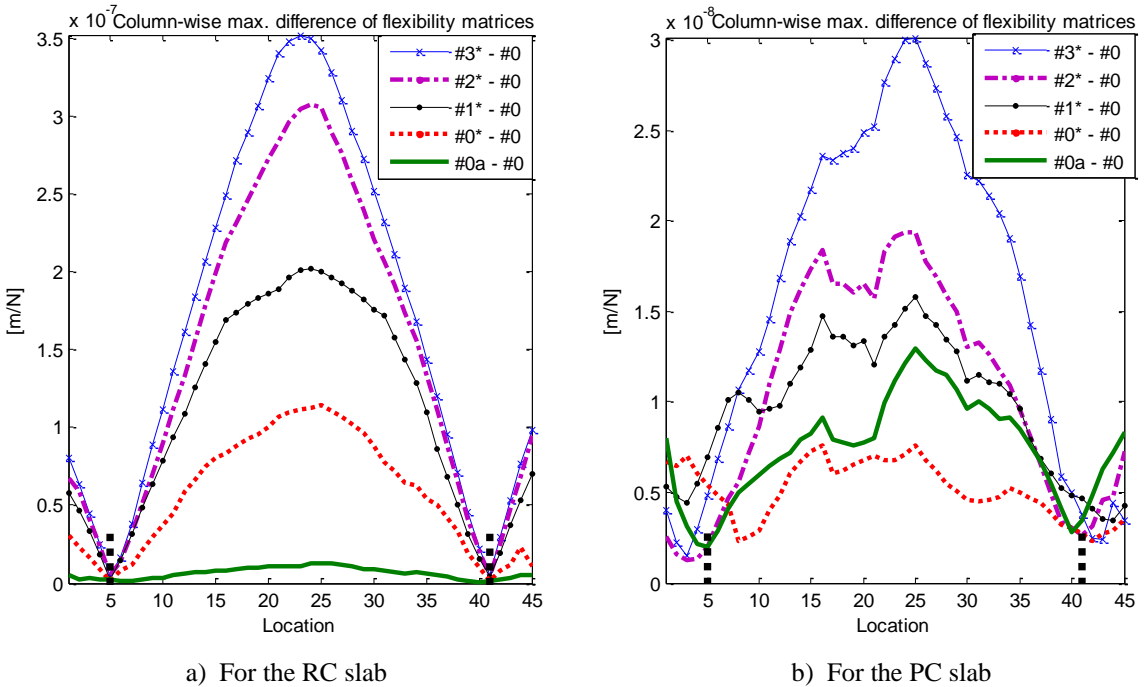 x 10⁻⁷ Column-wise max. difference of flexibility matrices
3.5
3
2.5
2
1.5
1
0.5
0
[m/N]
#3* - #0
#2* - #0
#1* - #0
#0* - #0
#0a - #0
5 10 15 20 25 30 35 40 45
Location
a) For the RC slab
x 10⁻⁸ Column-wise max. difference of flexibility matrices
3
2.5
2
1.5
1
0.5
0
[m/N]
#3* - #0
#2* - #0
#1* - #0
#0* - #0
#0a - #0
5 10 15 20 25 30 35 40 45
Location
b) For the PC slab